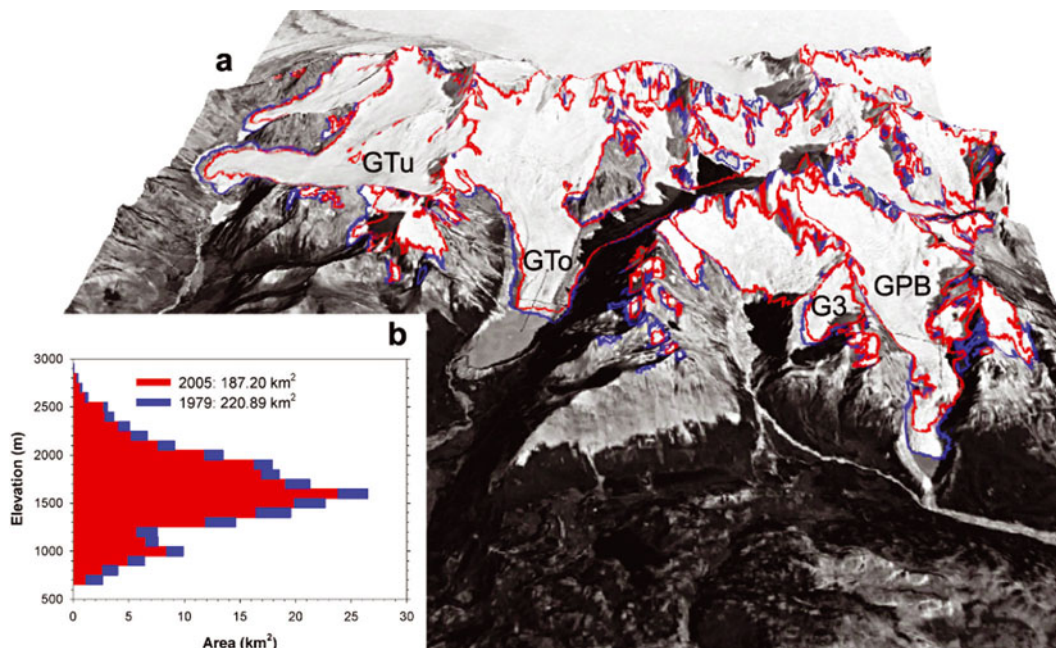 a
GTu
GTo
G3
GPB
b
3000
2500
2000
1500
1000
500
Elevation (m)
2005: 187.20 km²
1979: 220.89 km²
0 5 10 15 20 25 30
Area (km²)